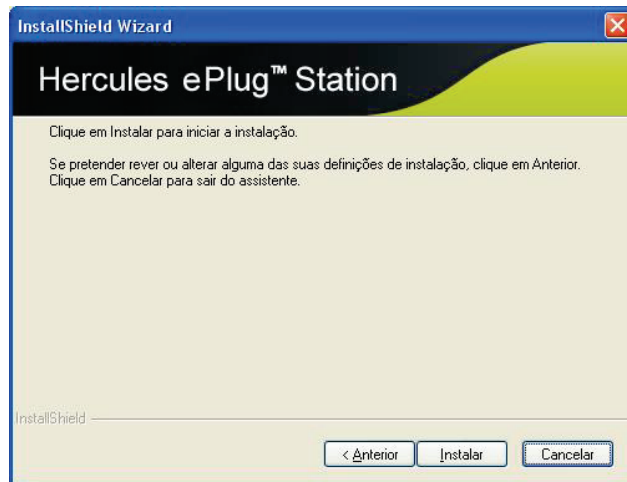 InstallShield Wizard
Hercules ePlug™ Station
Clique em Instalar para iniciar a instalação.
Se pretender rever ou alterar alguma das suas definições de instalação, clique em Anterior.
Clique em Cancelar para sair do assistente.
InstallShield
< Anterior Instalar Cancelar